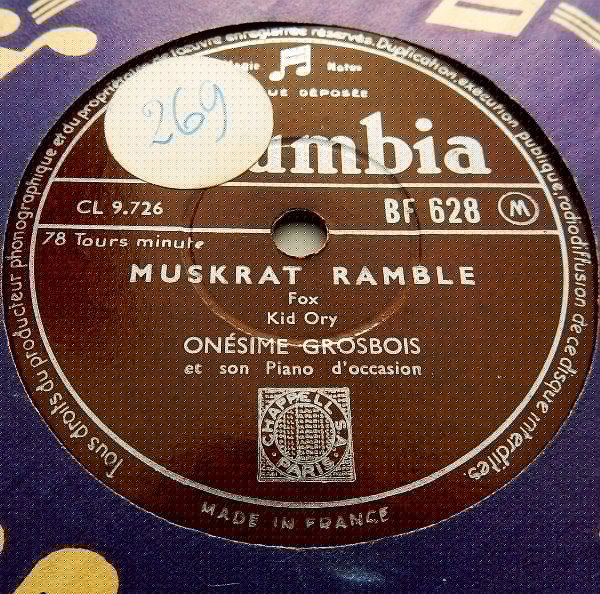 Tous droits du producteur phonographique et du propriétaire de l'œuvre enregistrée réservés. Duplication, exécution publique, radiodiffusion de ce disque interdites.
Notes
DÉPOSÉE
269
CL 9.726
BF 628 M
78 Tours minute
MUSKRAT RAMBLE
Fox
Kid Ory
ONÉSIME GROSBOIS
et son Piano d'occasion
CHAPPELL S.A.
PARIS
MADE IN FRANCE